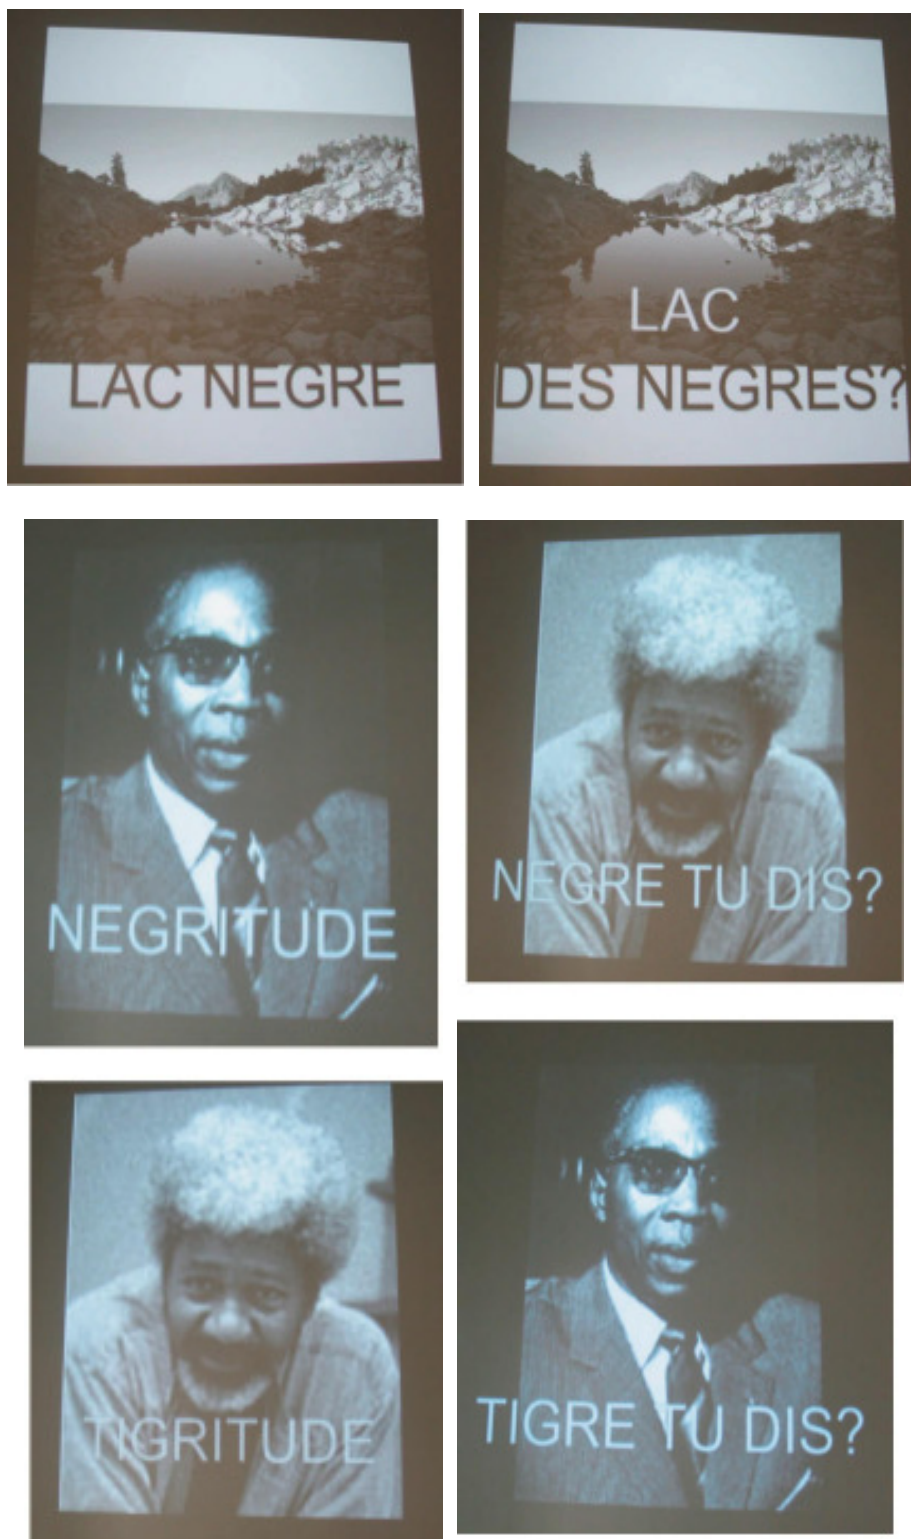 LAC NEGRE
LAC
DES NEGRES?
NEGRITUDE
NEGRE TU DIS?
TIGRITUDE
TIGRE TU DIS?